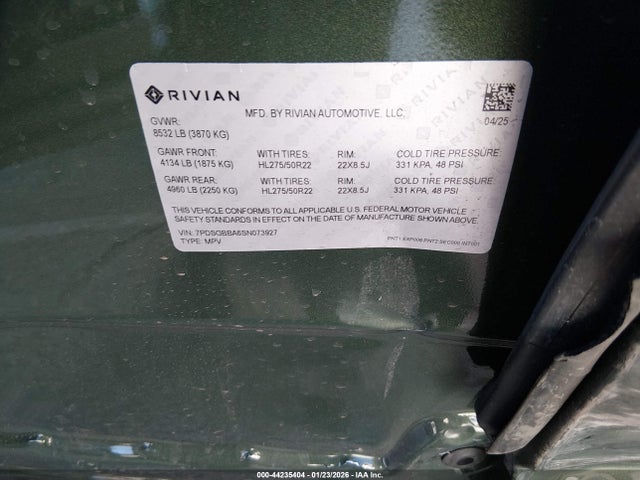 RIVIAN
MFD. BY RIVIAN AUTOMOTIVE, LLC.
04/25
GVWR:
8532 LB (3870 KG)
GAWR FRONT: WITH TIRES: RIM: COLD TIRE PRESSURE:
4134 LB (1875 KG) HL275/50R22 22X8.5J 331 KPA, 48 PSI
GAWR REAR: WITH TIRES: RIM: COLD TIRE PRESSURE:
4960 LB (2250 KG) HL275/50R22 22X8.5J 331 KPA, 48 PSI
THIS VEHICLE CONFORMS TO ALL APPLICABLE U.S. FEDERAL MOTOR VEHICLE
SAFETY STANDARDS IN EFFECT ON THE DATE OF MANUFACTURE SHOWN ABOVE.
VIN: 7PDSGBBA6SN073927
TYPE: MPV
000-44235404 | 01/23/2026 - © IAA Inc.